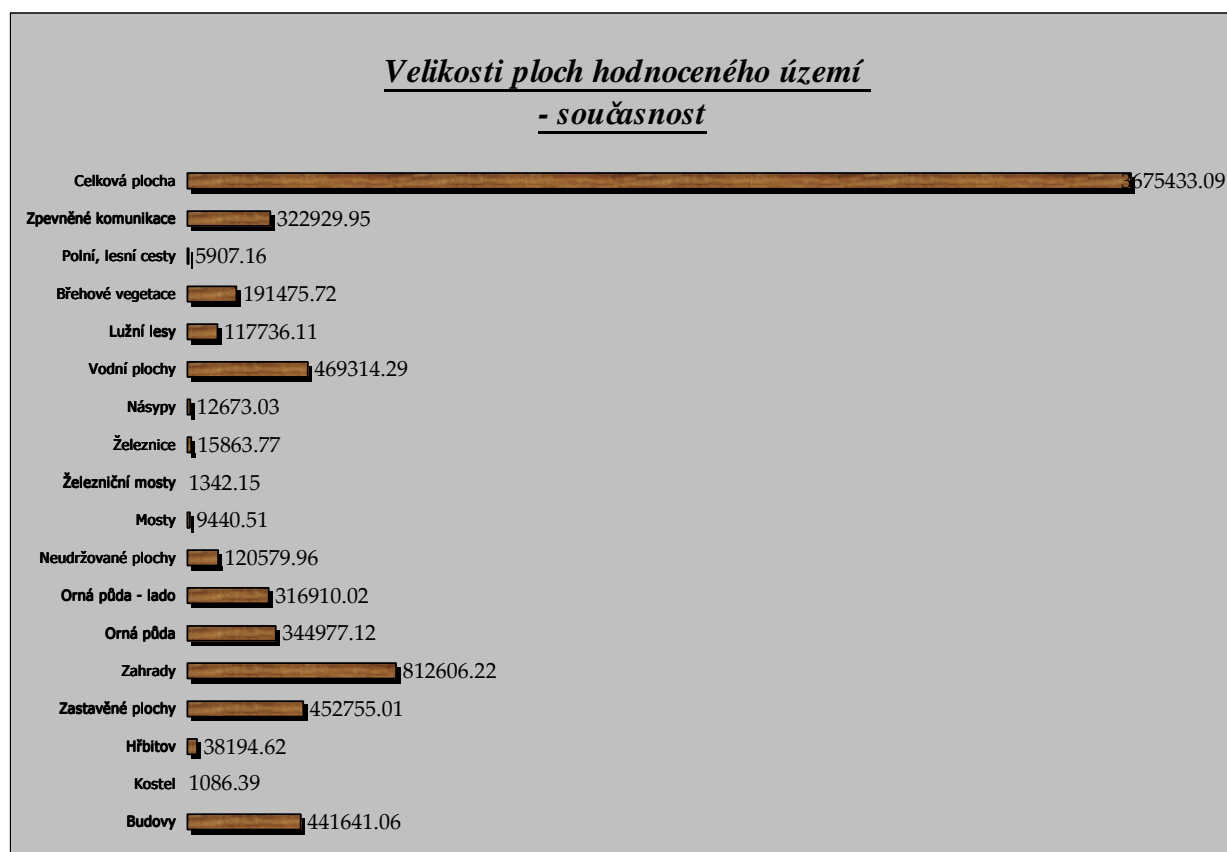 Velikosti ploch hodnoceného území
- současnost
Celková plocha 3675433.09
Zpevněné komunikace 322929.95
Polní, lesní cesty 5907.16
Břehové vegetace 191475.72
Lužní lesy 117736.11
Vodní plochy 469314.29
Násypy 12673.03
Železnice 15863.77
Železniční mosty 1342.15
Mosty 9440.51
Neudržované plochy 120579.96
Orná půda - lado 316910.02
Orná půda 344977.12
Zahrady 812606.22
Zastavěné plochy 452755.01
Hřbitov 38194.62
Kostel 1086.39
Budovy 441641.06